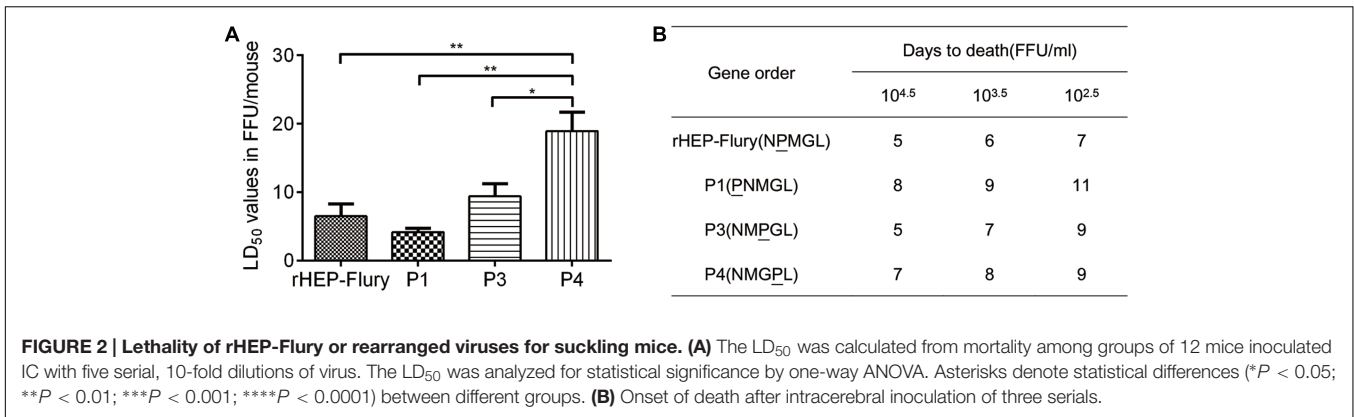 A
LD50 values in FFU/mouse
30
20
10
0
**
**
*
rHEP-Flury P1 P3 P4
B
Gene order
Days to death(FFU/ml)
10^4.5 10^3.5 10^2.5
rHEP-Flury(NPMGL) 5 6 7
P1(PNMGL) 8 9 11
P3(NMPGL) 5 7 9
P4(NMGPL) 7 8 9
FIGURE 2 | Lethality of rHEP-Flury or rearranged viruses for suckling mice. (A) The LD50 was calculated from mortality among groups of 12 mice inoculated
IC with five serial, 10-fold dilutions of virus. The LD50 was analyzed for statistical significance by one-way ANOVA. Asterisks denote statistical differences (*P < 0.05;
**P < 0.01; ***P < 0.001; ****P < 0.0001) between different groups. (B) Onset of death after intracerebral inoculation of three serials.